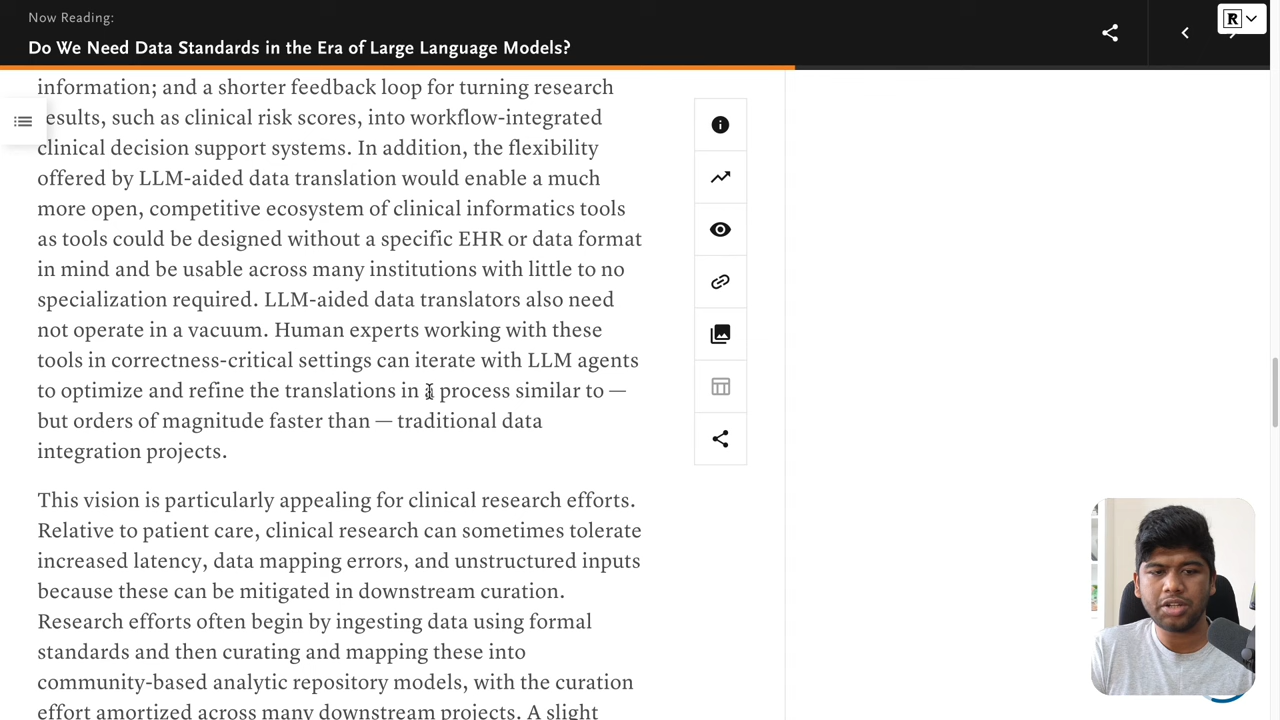 Now Reading:
Do We Need Data Standards in the Era of Large Language Models?
R
information; and a shorter feedback loop for turning research
results, such as clinical risk scores, into workflow-integrated
clinical decision support systems. In addition, the flexibility
offered by LLM-aided data translation would enable a much
more open, competitive ecosystem of clinical informatics tools
as tools could be designed without a specific EHR or data format
in mind and be usable across many institutions with little to no
specialization required. LLM-aided data translators also need
not operate in a vacuum. Human experts working with these
tools in correctness-critical settings can iterate with LLM agents
to optimize and refine the translations in a process similar to —
but orders of magnitude faster than — traditional data
integration projects.
This vision is particularly appealing for clinical research efforts.
Relative to patient care, clinical research can sometimes tolerate
increased latency, data mapping errors, and unstructured inputs
because these can be mitigated in downstream curation.
Research efforts often begin by ingesting data using formal
standards and then curating and mapping these into
community-based analytic repository models, with the curation
effort amortized across many downstream projects. A slight